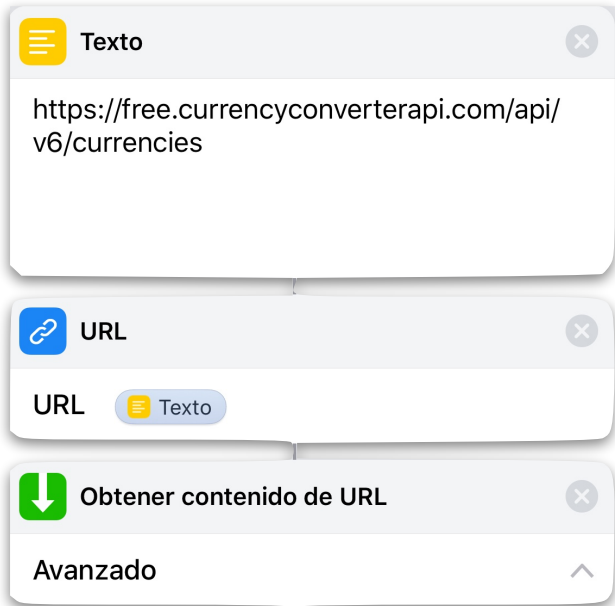 Texto
https://free.currencyconverterapi.com/api/
v6/currencies
URL
URL Texto
Obtener contenido de URL
Avanzado